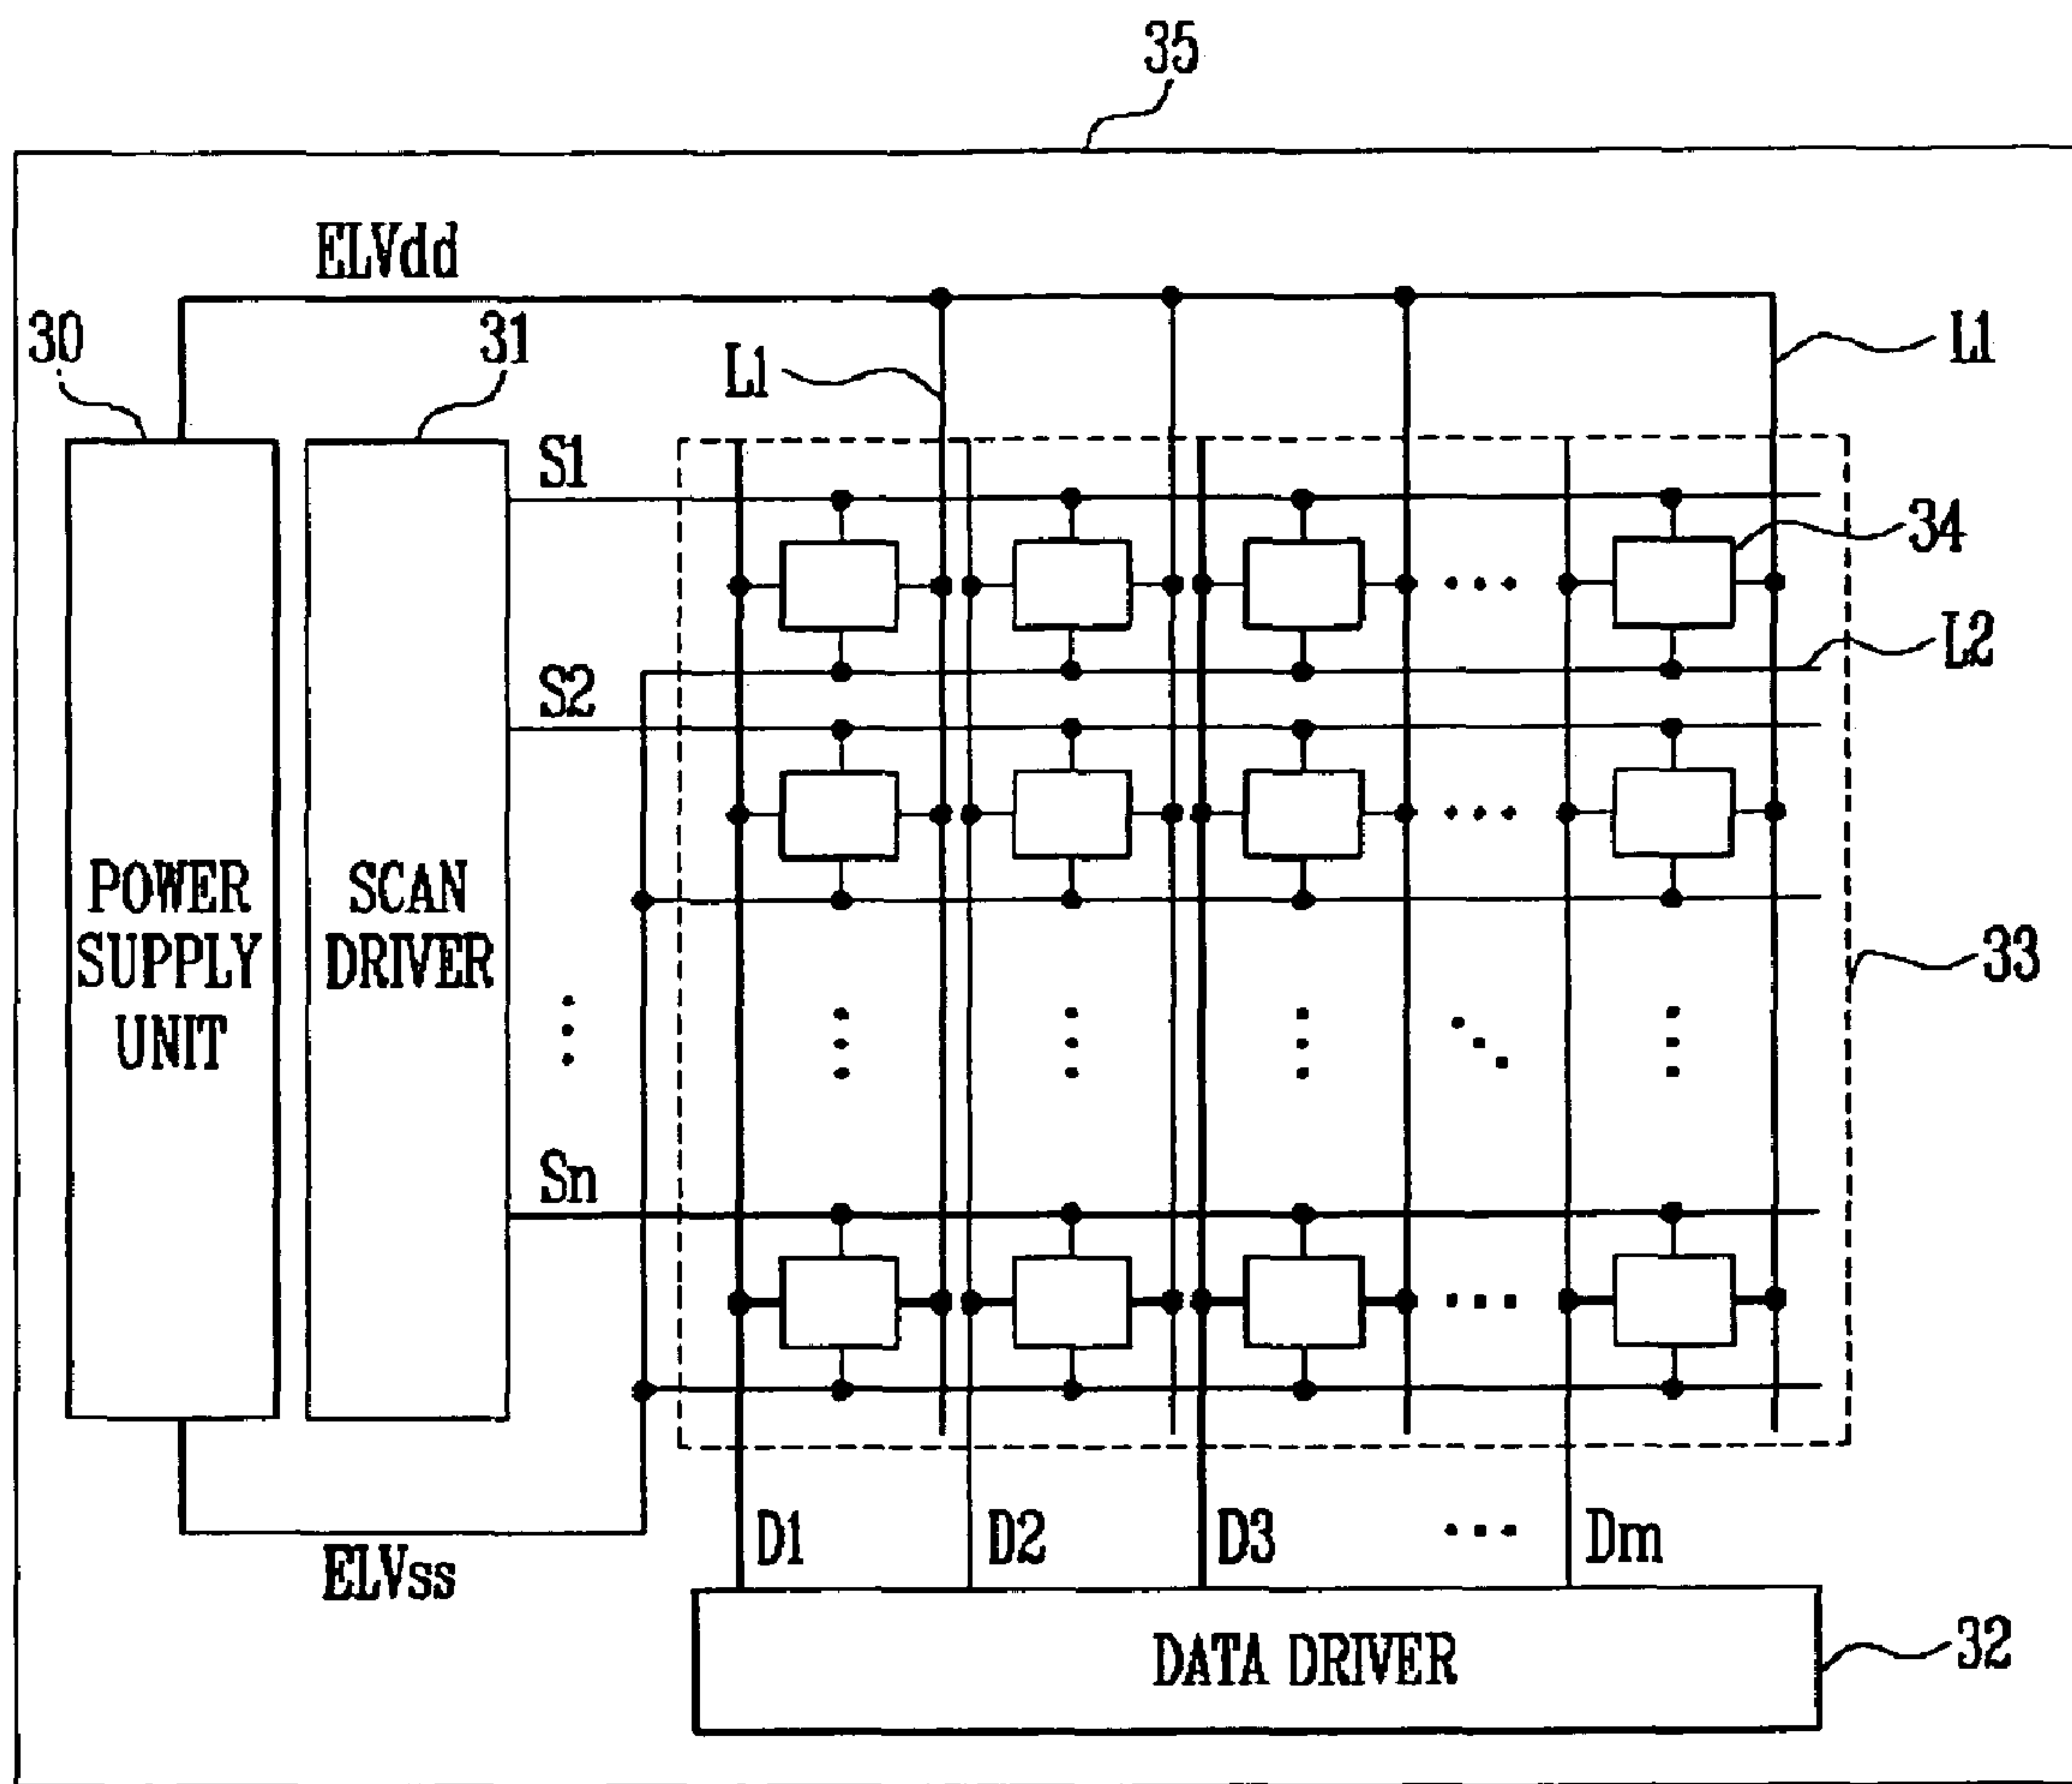 35
ELVdd
30
31
L1
L1
S1
34
L2
S2
POWER
SUPPLY
UNIT
SCAN
DRIVER
33
Sn
D1
D2
D3
Dm
ELVss
DATA DRIVER
32